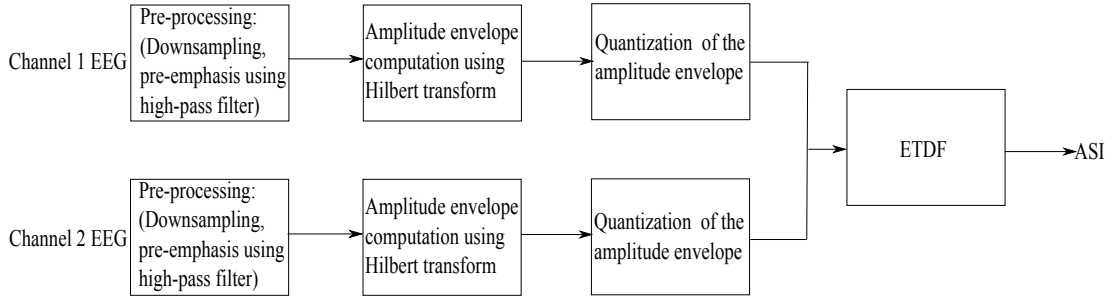 Channel 1 EEG
Pre-processing:
(Downsampling,
pre-emphasis using
high-pass filter)
Amplitude envelope
computation using
Hilbert transform
Quantization of the
amplitude envelope
ETDF
ASI
Channel 2 EEG
Pre-processing:
(Downsampling,
pre-emphasis using
high-pass filter)
Amplitude envelope
computation using
Hilbert transform
Quantization of the
amplitude envelope